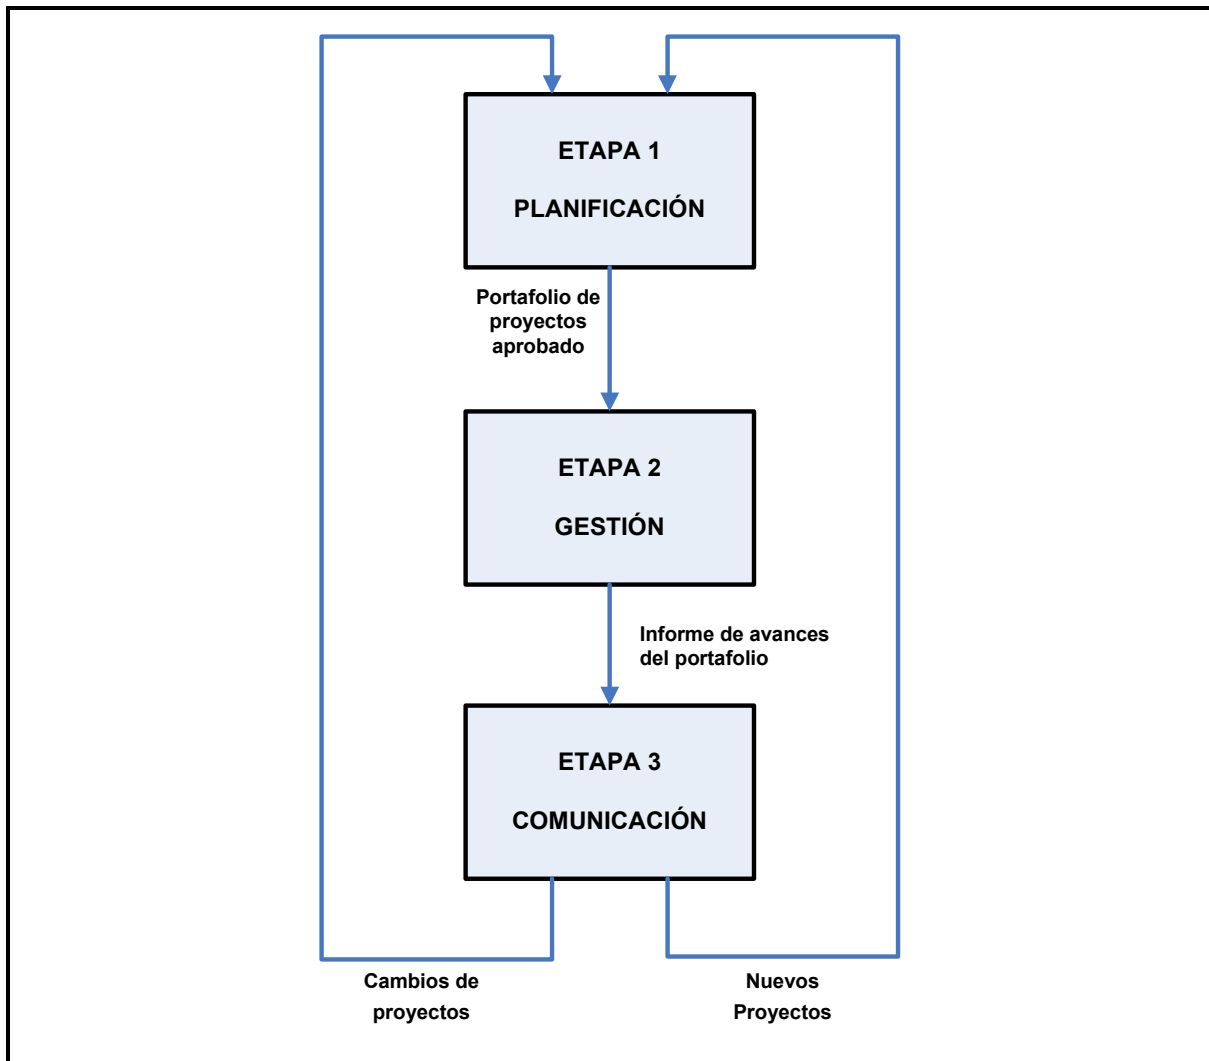 ETAPA 1
PLANIFICACIÓN
Portafolio de
proyectos
aprobado
ETAPA 2
GESTIÓN
Informe de avances
del portafolio
ETAPA 3
COMUNICACIÓN
Cambios de
proyectos
Nuevos
Proyectos